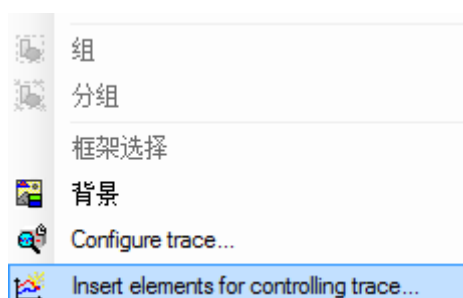 组
分组
框架选择
背景
Configure trace...
Insert elements for controlling trace...